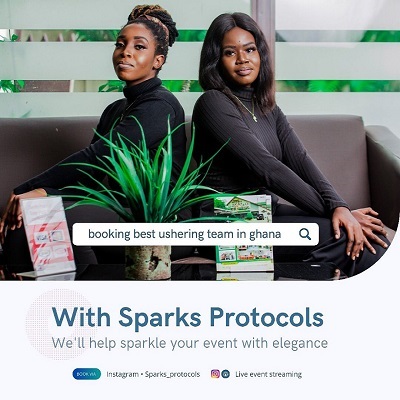 booking best ushering team in ghana
With Sparks Protocols
We'll help sparkle your event with elegance
BOOK VIA Instagram • Sparks_protocols Live event streaming